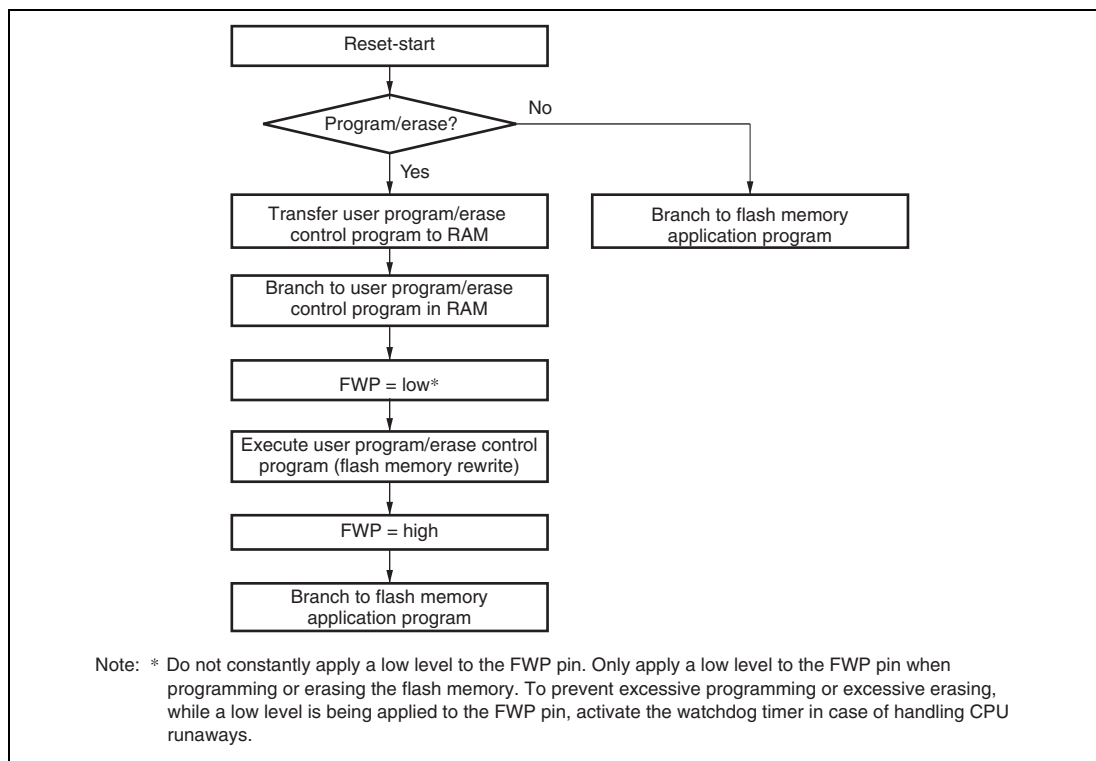 Reset-start
Program/erase?
No
Yes
Transfer user program/erase
control program to RAM
Branch to flash memory
application program
Branch to user program/erase
control program in RAM
FWP = low*
Execute user program/erase control
program (flash memory rewrite)
FWP = high
Branch to flash memory
application program
Note: * Do not constantly apply a low level to the FWP pin. Only apply a low level to the FWP pin when
programming or erasing the flash memory. To prevent excessive programming or excessive erasing,
while a low level is being applied to the FWP pin, activate the watchdog timer in case of handling CPU
runaways.